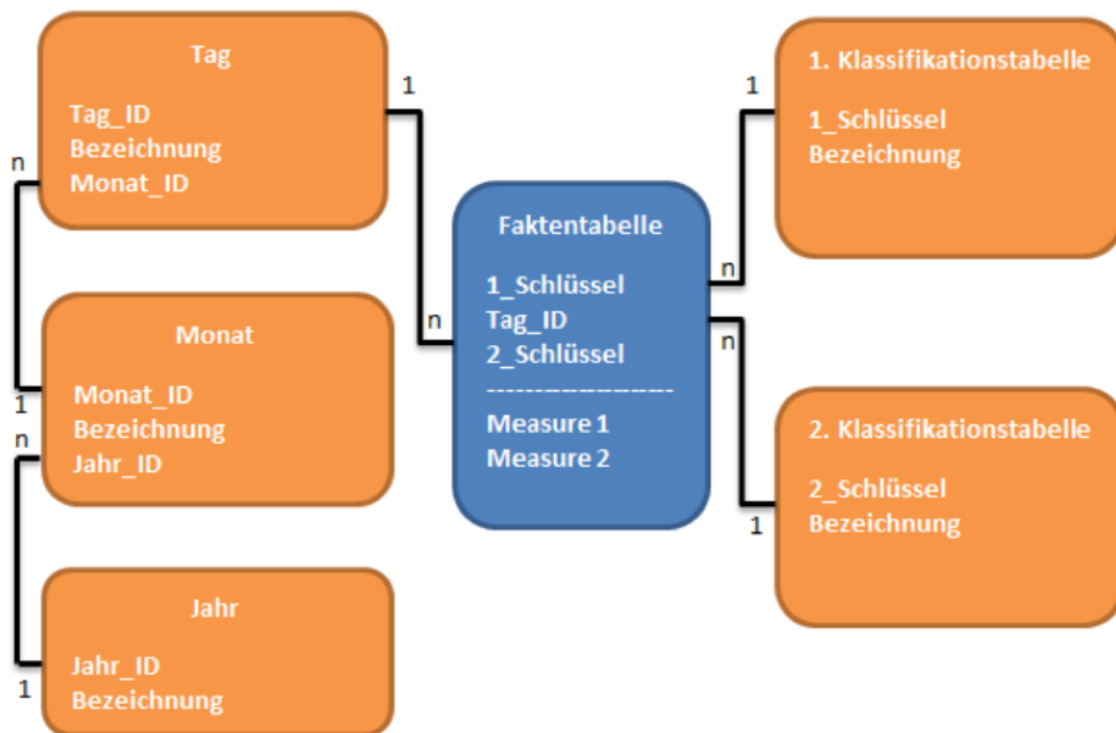 Tag
Tag_ID
Bezeichnung
Monat_ID
n
1
Monat
Monat_ID
Bezeichnung
Jahr_ID
1
n
Jahr
Jahr_ID
Bezeichnung
1
Faktentabelle
1_Schlüssel
Tag_ID
2_Schlüssel
----------------------
Measure 1
Measure 2
n
n
n
1. Klassifikationstabelle
1_Schlüssel
Bezeichnung
1
2. Klassifikationstabelle
2_Schlüssel
Bezeichnung
1